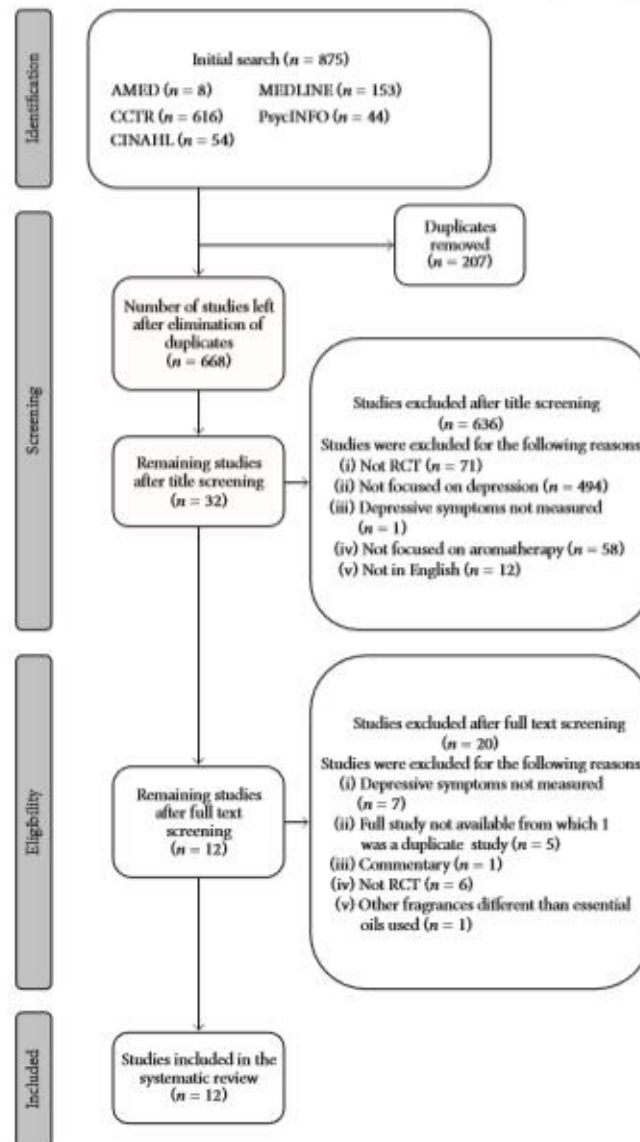 Identification
Initial search (n = 875)
AMED (n = 8) MEDLINE (n = 153)
CCTR (n = 616) PsycINFO (n = 44)
CINAHL (n = 54)
Screening
Duplicates
removed
(n = 207)
Number of studies left
after elimination of
duplicates
(n = 668)
Remaining studies
after title screening
(n = 32)
Studies excluded after title screening
(n = 636)
Studies were excluded for the following reasons
(i) Not RCT (n = 71)
(ii) Not focused on depression (n = 494)
(iii) Depressive symptoms not measured
(n = 1)
(iv) Not focused on aromatherapy (n = 58)
(v) Not in English (n = 12)
Eligibility
Remaining studies
after full text
screening
(n = 12)
Studies excluded after full text screening
(n = 20)
Studies were excluded for the following reasons
(i) Depressive symptoms not measured
(n = 7)
(ii) Full study not available from which 1
was a duplicate study (n = 5)
(iii) Commentary (n = 1)
(iv) Not RCT (n = 6)
(v) Other fragrances different than essential
oils used (n = 1)
Included
Studies included in the
systematic review
(n = 12)